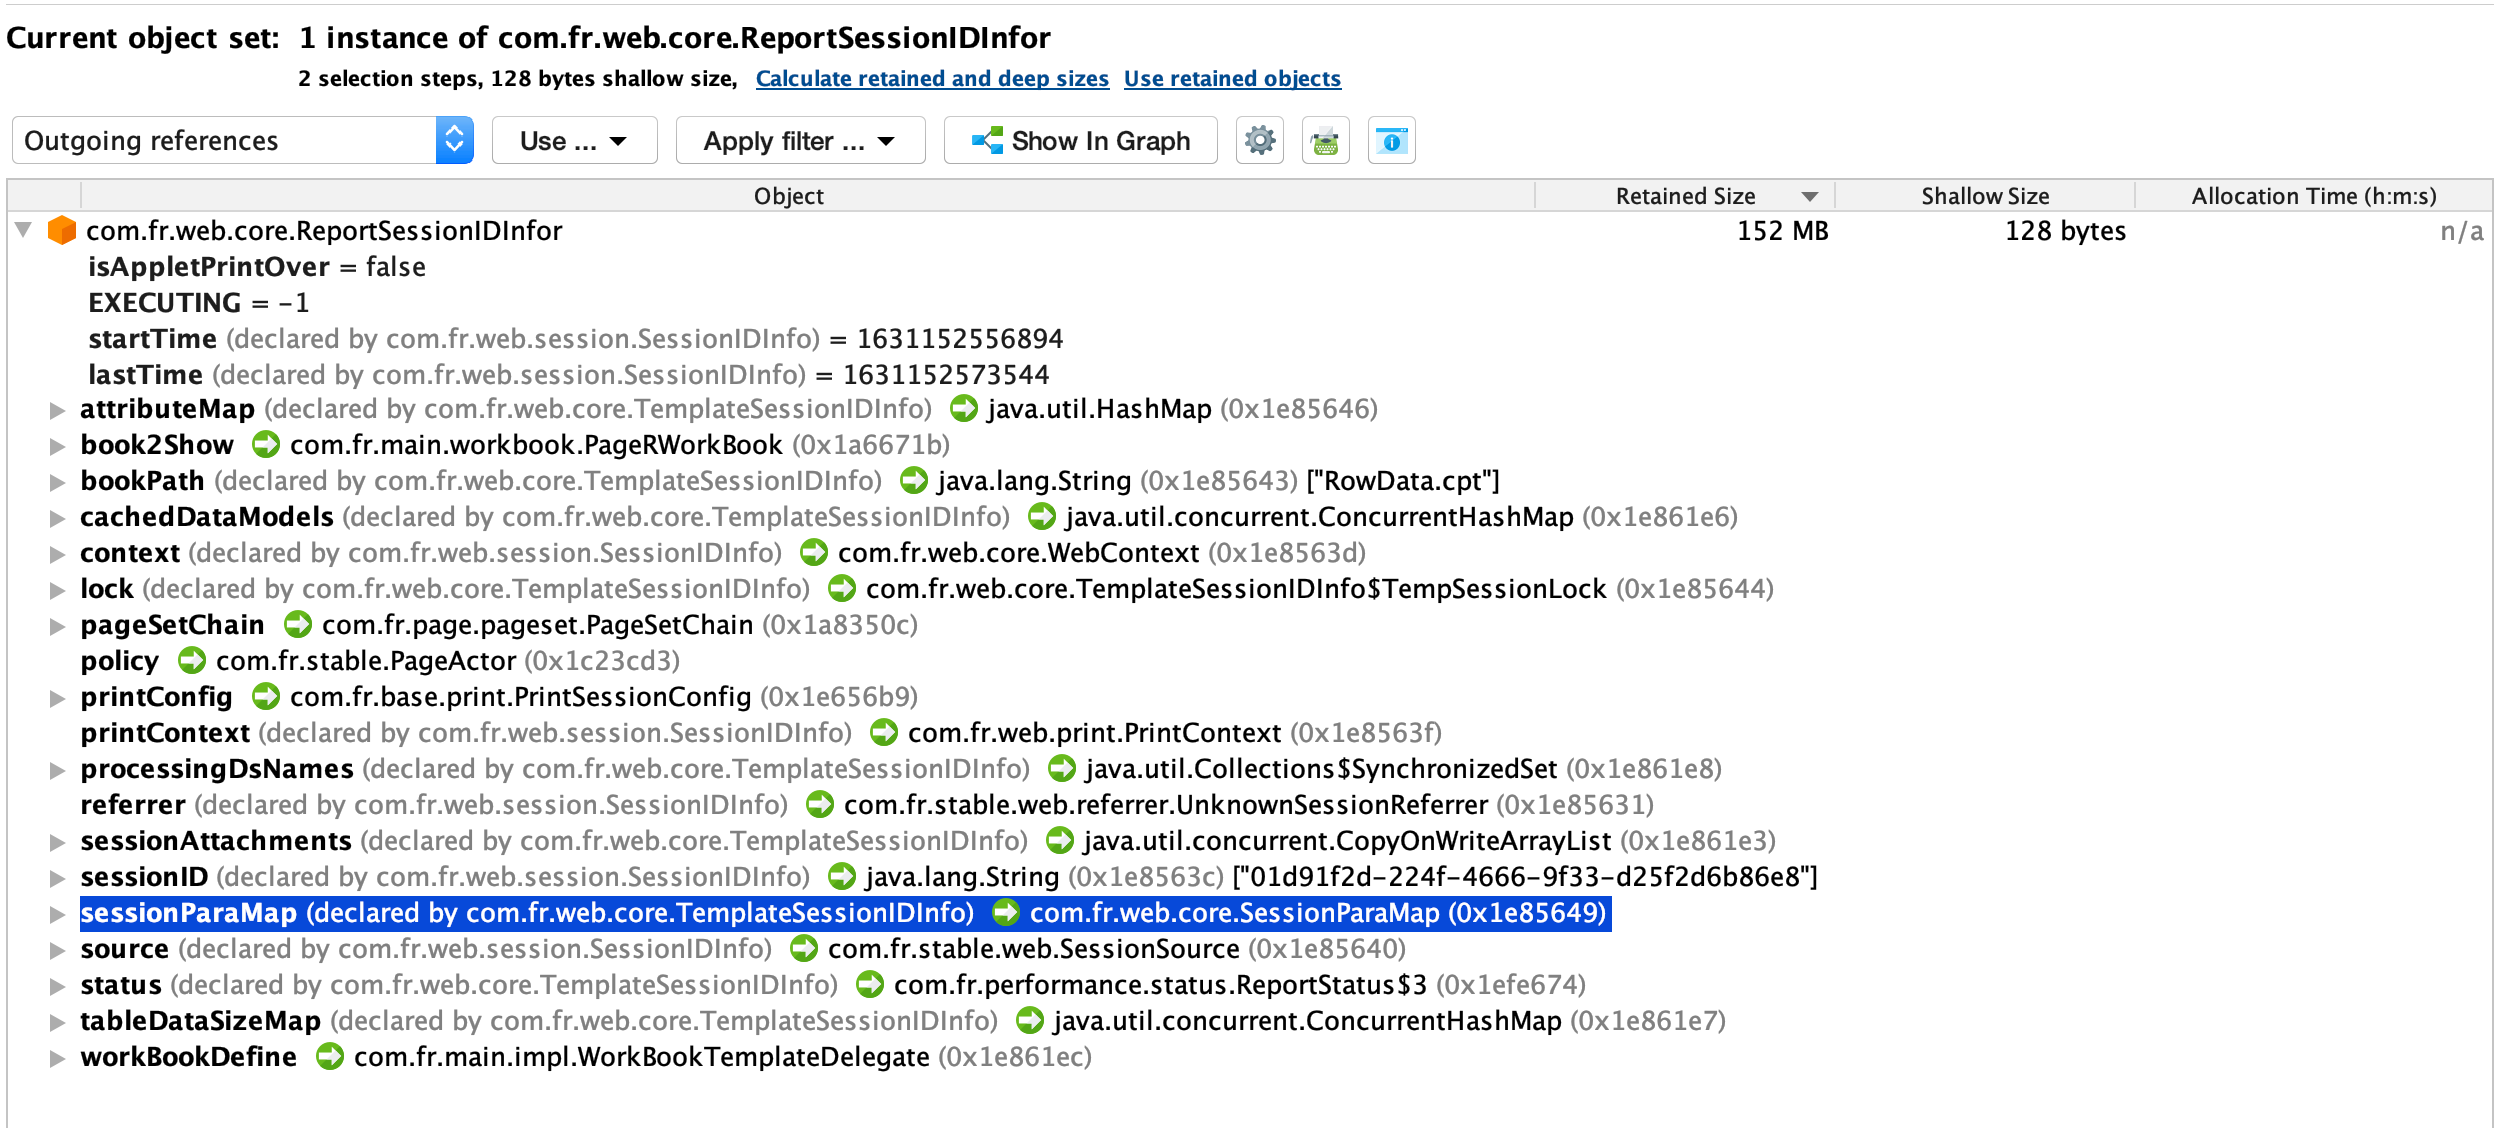 Current object set: 1 instance of com.fr.web.core.ReportSessionIDInfor
2 selection steps, 128 bytes shallow size, Calculate retained and deep sizes Use retained objects
Outgoing references Use ... Apply filter ... Show In Graph
Object Retained Size Shallow Size Allocation Time (h:m:s)
com.fr.web.core.ReportSessionIDInfor 152 MB 128 bytes n/a
isAppletPrintOver = false
EXECUTING = -1
startTime (declared by com.fr.web.session.SessionIDInfo) = 1631152556894
lastTime (declared by com.fr.web.session.SessionIDInfo) = 1631152573544
attributeMap (declared by com.fr.web.core.TemplateSessionIDInfo) java.util.HashMap (0x1e85646)
book2Show com.fr.main.workbook.PageRWorkBook (0x1a6671b)
bookPath (declared by com.fr.web.core.TemplateSessionIDInfo) java.lang.String (0x1e85643) ["RowData.cpt"]
cachedDataModels (declared by com.fr.web.core.TemplateSessionIDInfo) java.util.concurrent.ConcurrentHashMap (0x1e861e6)
context (declared by com.fr.web.session.SessionIDInfo) com.fr.web.core.WebContext (0x1e8563d)
lock (declared by com.fr.web.core.TemplateSessionIDInfo) com.fr.web.core.TemplateSessionIDInfo$TempSessionLock (0x1e85644)
pageSetChain com.fr.page.pageset.PageSetChain (0x1a8350c)
policy com.fr.stable.PageActor (0x1c23cd3)
printConfig com.fr.base.print.PrintSessionConfig (0x1e656b9)
printContext (declared by com.fr.web.session.SessionIDInfo) com.fr.web.print.PrintContext (0x1e8563f)
processingDsNames (declared by com.fr.web.core.TemplateSessionIDInfo) java.util.Collections$SynchronizedSet (0x1e861e8)
referrer (declared by com.fr.web.session.SessionIDInfo) com.fr.stable.web.referrer.UnknownSessionReferrer (0x1e85631)
sessionAttachments (declared by com.fr.web.core.TemplateSessionIDInfo) java.util.concurrent.CopyOnWriteArrayList (0x1e861e3)
sessionID (declared by com.fr.web.session.SessionIDInfo) java.lang.String (0x1e8563c) ["01d91f2d-224f-4666-9f33-d25f2d6b86e8"]
sessionParaMap (declared by com.fr.web.core.TemplateSessionIDInfo) com.fr.web.core.SessionParaMap (0x1e85649)
source (declared by com.fr.web.session.SessionIDInfo) com.fr.stable.web.SessionSource (0x1e85640)
status (declared by com.fr.web.core.TemplateSessionIDInfo) com.fr.performance.status.ReportStatus$3 (0x1efe674)
tableDataSizeMap (declared by com.fr.web.core.TemplateSessionIDInfo) java.util.concurrent.ConcurrentHashMap (0x1e861e7)
workBookDefine com.fr.main.impl.WorkBookTemplateDelegate (0x1e861ec)